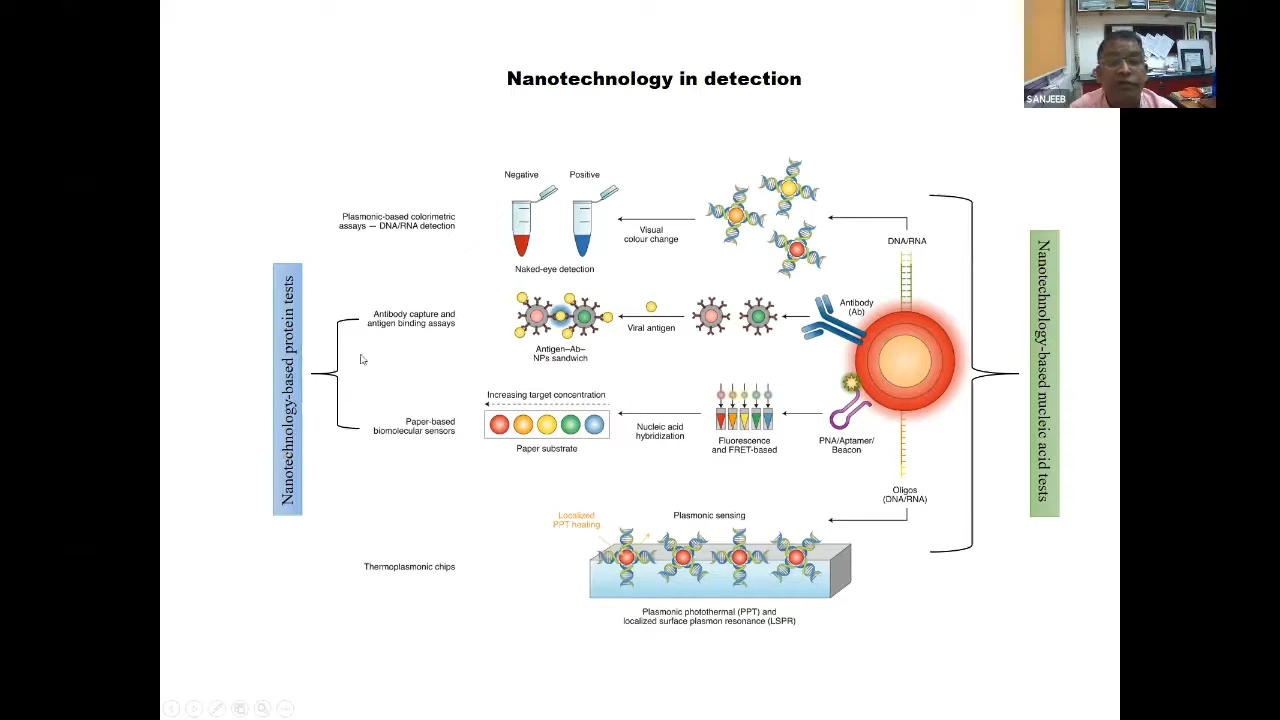 Nanotechnology in detection
SANJEEB
Negative
Positive
Plasmonic-based colorimetric
assays — DNA/RNA detection
Visual
colour change
DNA/RNA
Naked-eye detection
Nanotechnology-based protein tests
Nanotechnology-based nucleic acid tests
Antibody capture and
antigen binding assays
Viral antigen
Antibody
(Ab)
Antigen–Ab–
NPs sandwich
Increasing target concentration
Paper-based
biomolecular sensors
Nucleic acid
hybridization
Fluorescence
and FRET-based
PNA/Aptamer/
Beacon
Paper substrate
Oligos
(DNA/RNA)
Localized
PPT heating
Plasmonic sensing
Thermoplasmonic chips
Plasmonic photothermal (PPT) and
localized surface plasmon resonance (LSPR)